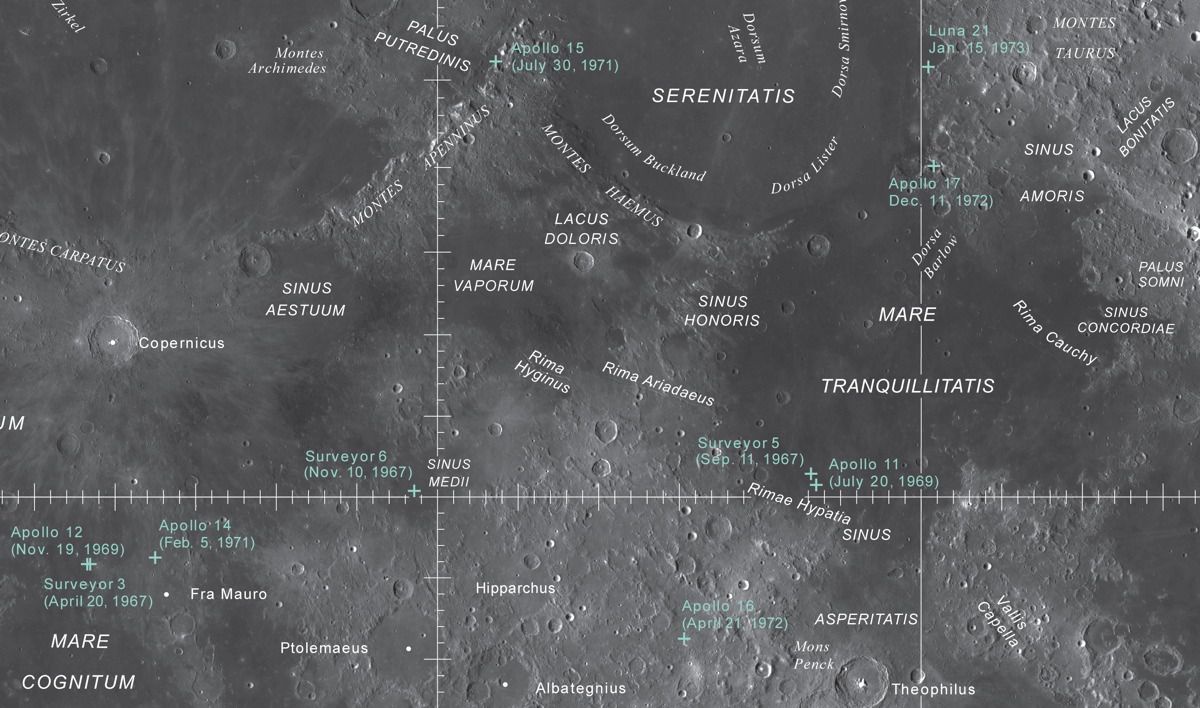 Zirkel
Montes
Archimedes
PALUS
PUTREDINIS
Apollo 15
(July 30, 1971)
Dorsum
Azara
Dorsa Smirnov
Luna 21
Jan. 15, 1973)
MONTES
TAURUS
SERENITATIS
LACUS
BONITATIS
MONTES
APENNINUS
MONTES
HAEMUS
Dorsum Buckland
Dorsa Lister
SINUS
AMORIS
Apollo 17
Dec. 11, 1972)
ONTES CARPATUS
LACUS
DOLORIS
Dorsa
Barlow
MARE
VAPORUM
SINUS
AESTUUM
SINUS
HONORIS
PALUS
SOMNI
MARE
TRANQUILLITATIS
Rima Cauchy
SINUS
CONCORDIAE
Copernicus
Rima
Hyginus
Rima Ariadaeus
UM
Surveyor 6
(Nov. 10, 1967)
SINUS
MEDII
Surveyor 5
(Sep. 11, 1967)
Apollo 11
(July 20, 1969)
Rimae Hypatia
SINUS
ASPERITATIS
Apollo 12
(Nov. 19, 1969)
Apollo 14
(Feb. 5, 1971)
Surveyor 3
(April 20, 1967)
Fra Mauro
Hipparchus
Apollo 16
(April 21, 1972)
Vallis
Capella
MARE
COGNITUM
Ptolemaeus
Mons
Penck
Albategnius
Theophilus